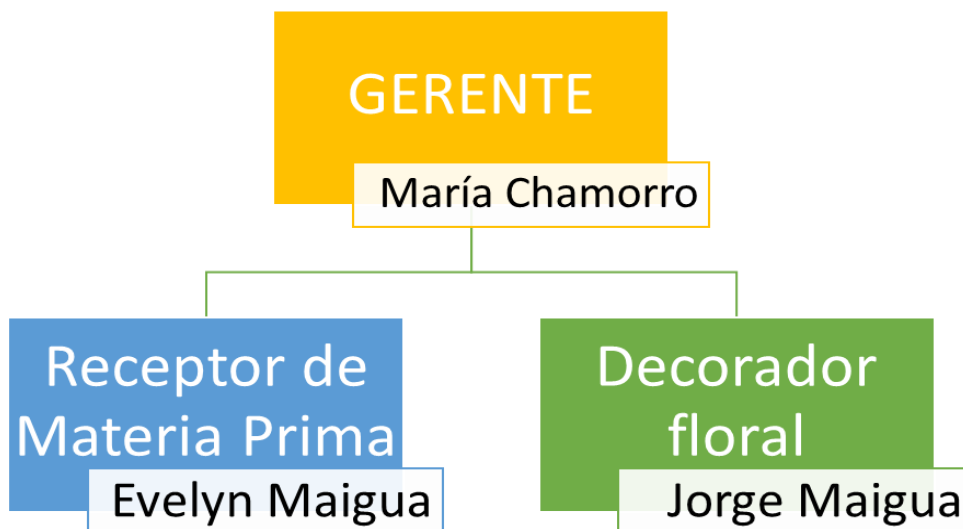 GERENTE
María Chamorro
Receptor de
Materia Prima
Evelyn Maigua
Decorador
floral
Jorge Maigua